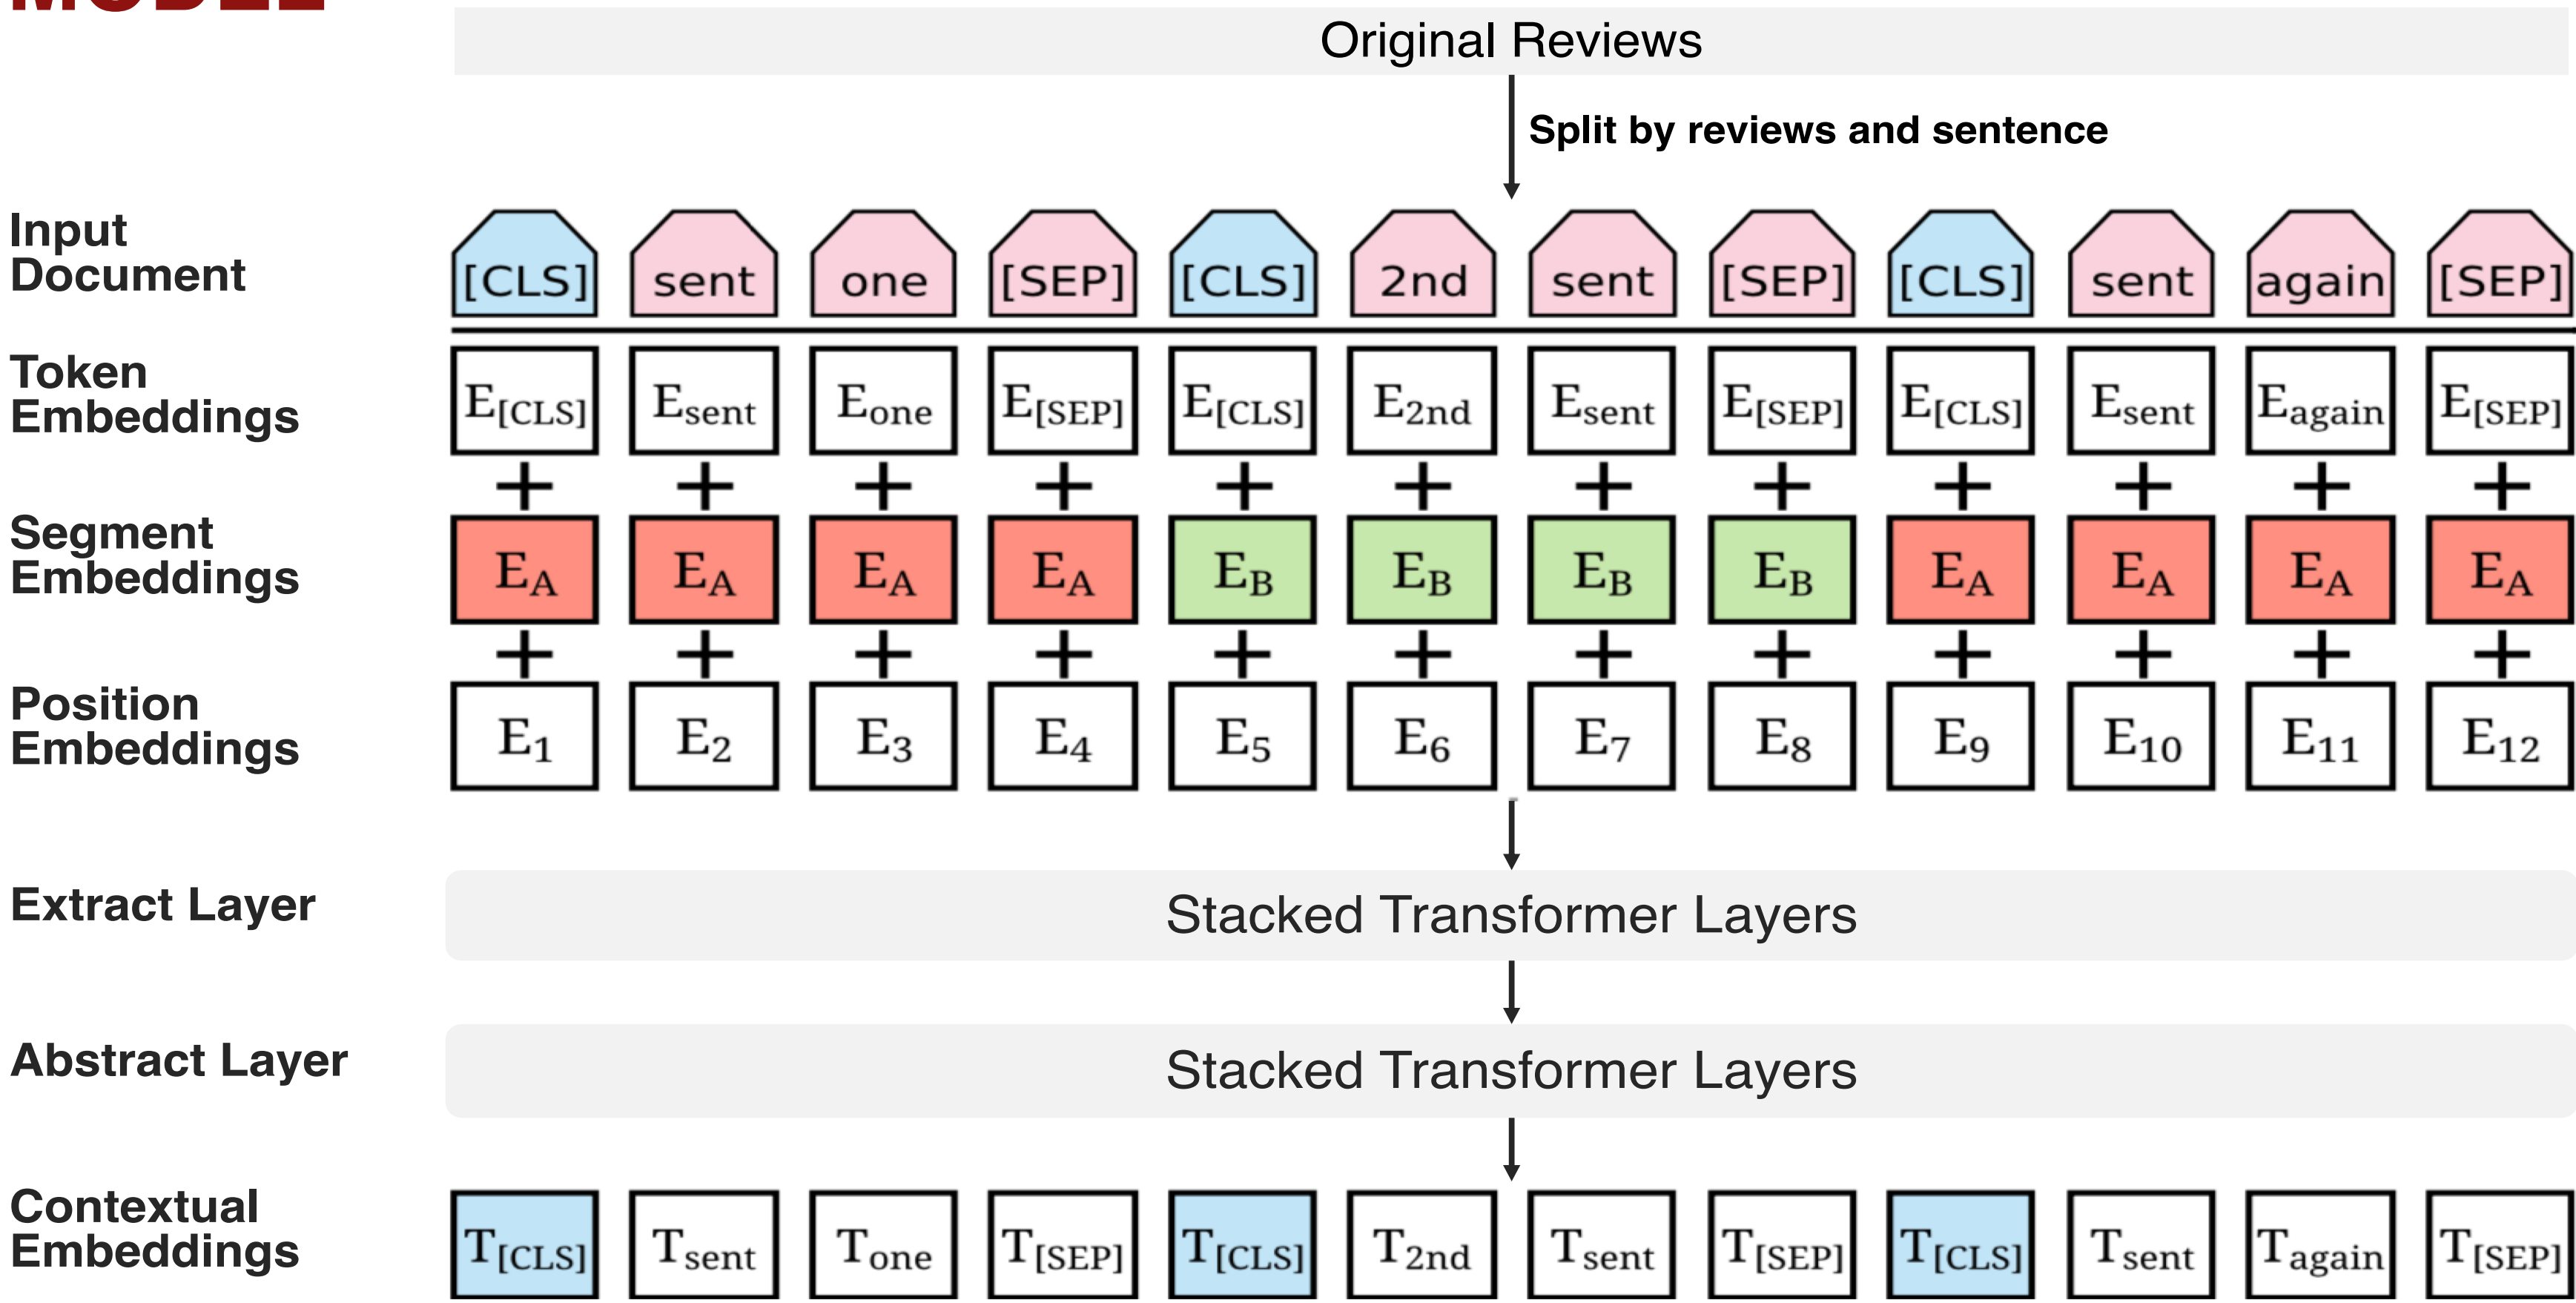 MODEL
Original Reviews
Split by reviews and sentence
Input
Document
[CLS] sent one [SEP] [CLS] 2nd sent [SEP] [CLS] sent again [SEP]
Token
Embeddings
E[CLS] Esent Eone E[SEP] E[CLS] E2nd Esent E[SEP] E[CLS] Esent Eagain E[SEP]
+ + + + + + + + + + + +
Segment
Embeddings
EA EA EA EA EB EB EB EB EA EA EA EA
+ + + + + + + + + + + +
Position
Embeddings
E1 E2 E3 E4 E5 E6 E7 E8 E9 E10 E11 E12
Extract Layer
Stacked Transformer Layers
Abstract Layer
Stacked Transformer Layers
Contextual
Embeddings
T[CLS] Tsent Tone T[SEP] T[CLS] T2nd Tsent T[SEP] T[CLS] Tsent Tagain T[SEP]